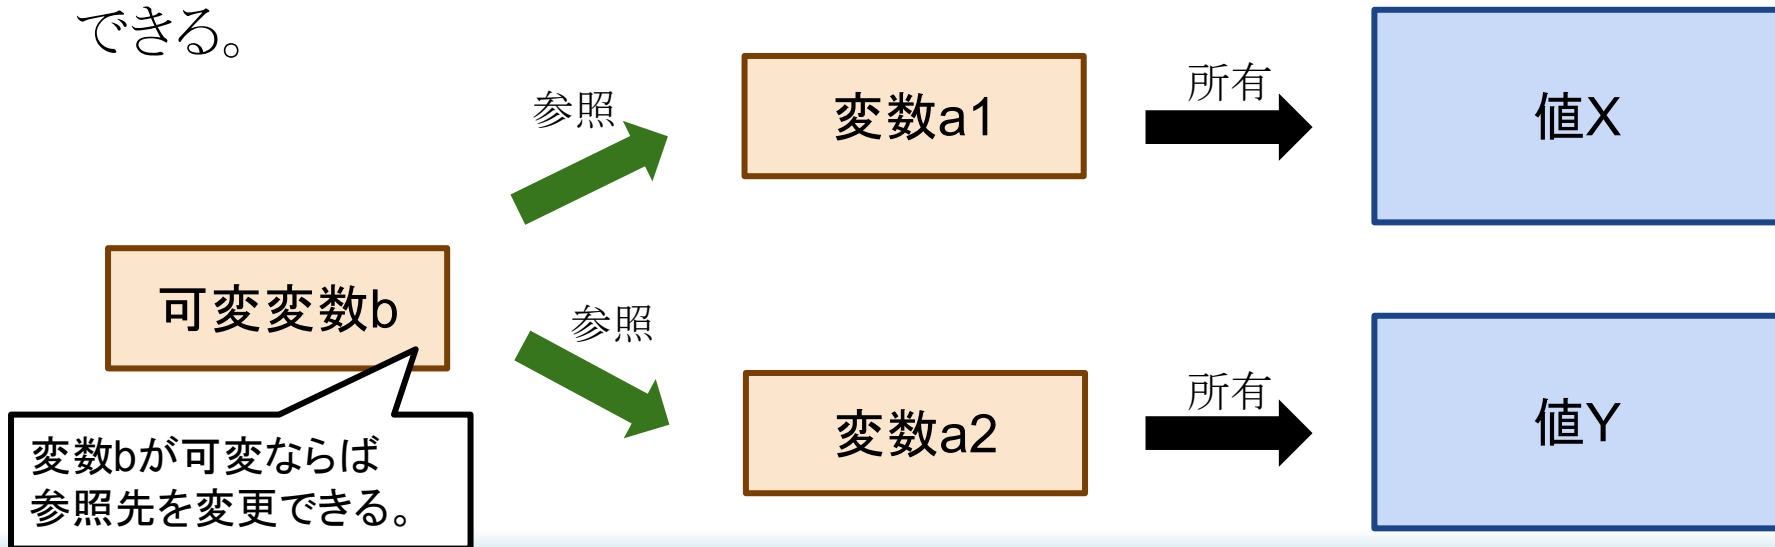 できる。
参照
変数a1
所有
値X
可変変数b
参照
変数a2
所有
値Y
変数bが可変ならば
参照先を変更できる。